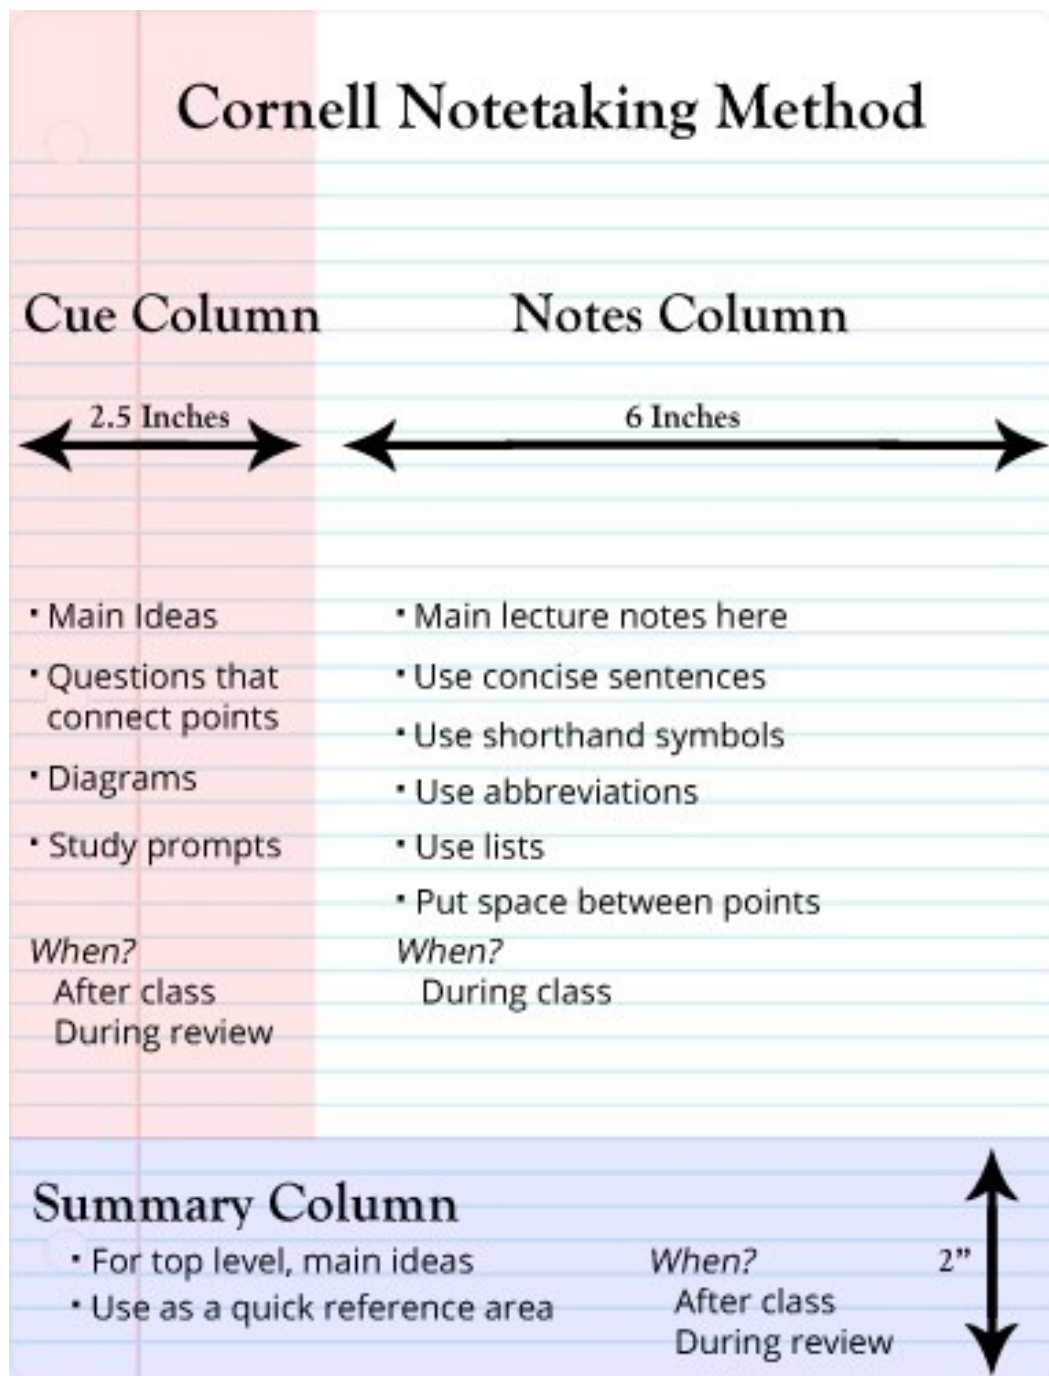 Cornell Notetaking Method
Cue Column
2.5 Inches
• Main Ideas
• Questions that
connect points
• Diagrams
• Study prompts
When?
After class
During review
Notes Column
6 Inches
• Main lecture notes here
• Use concise sentences
• Use shorthand symbols
• Use abbreviations
• Use lists
• Put space between points
When?
During class
Summary Column
• For top level, main ideas
• Use as a quick reference area
When?
After class
During review
2”